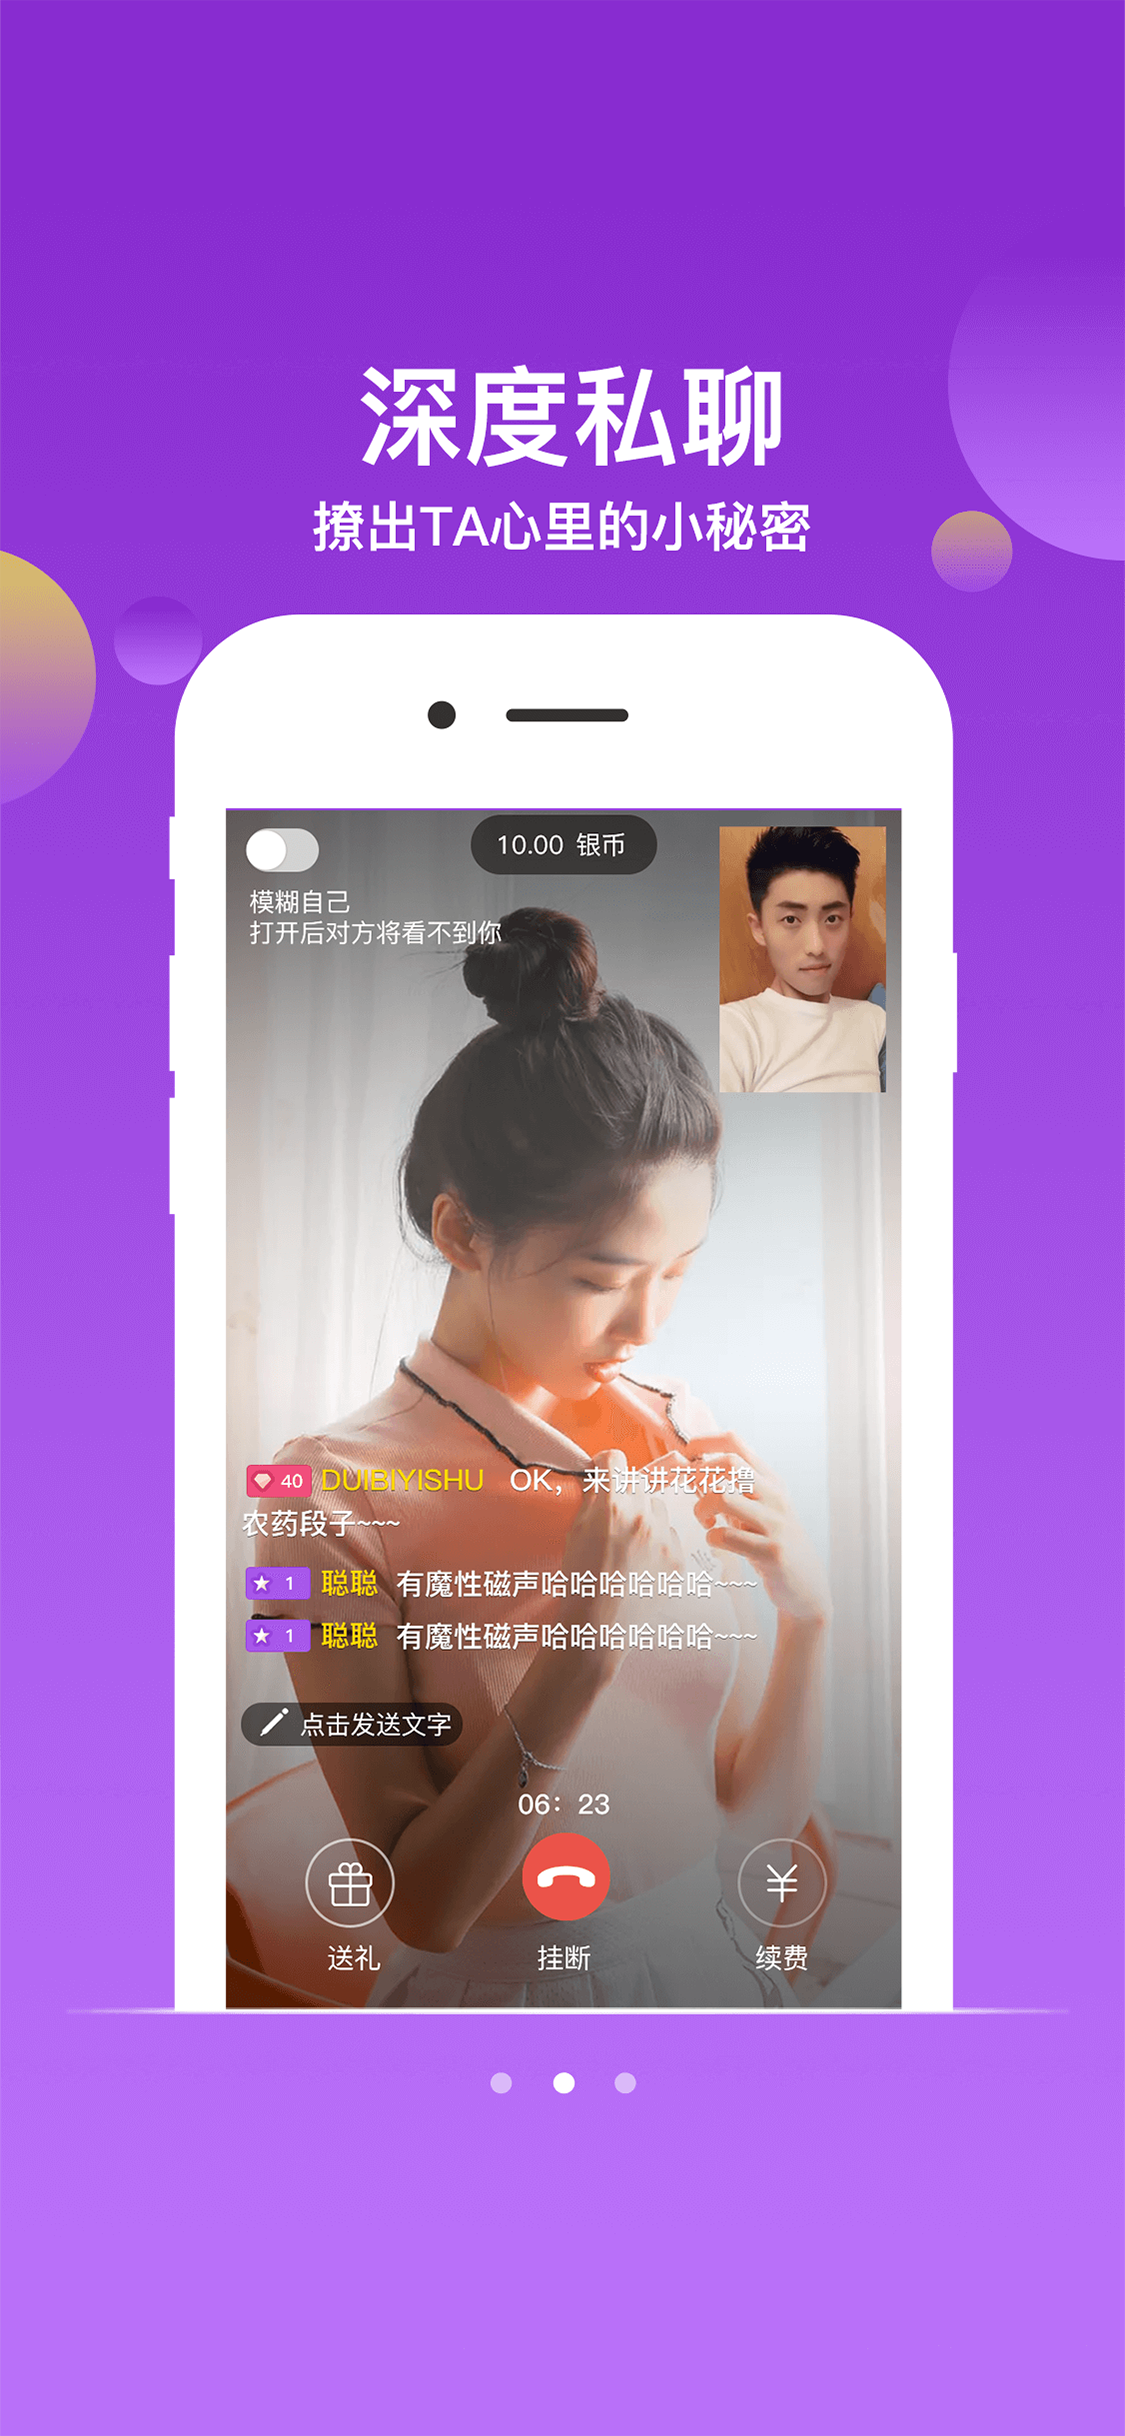 深度私聊
撩出TA心里的小秘密
10.00 银币
模糊自己
打开后对方将看不到你
40 DUIBIYISHU OK，来讲讲花花撸
农药段子~~~
1 聪聪 有魔性磁声哈哈哈哈哈哈~~~
1 聪聪 有魔性磁声哈哈哈哈哈哈~~~
点击发送文字
06：23
送礼 挂断 续费